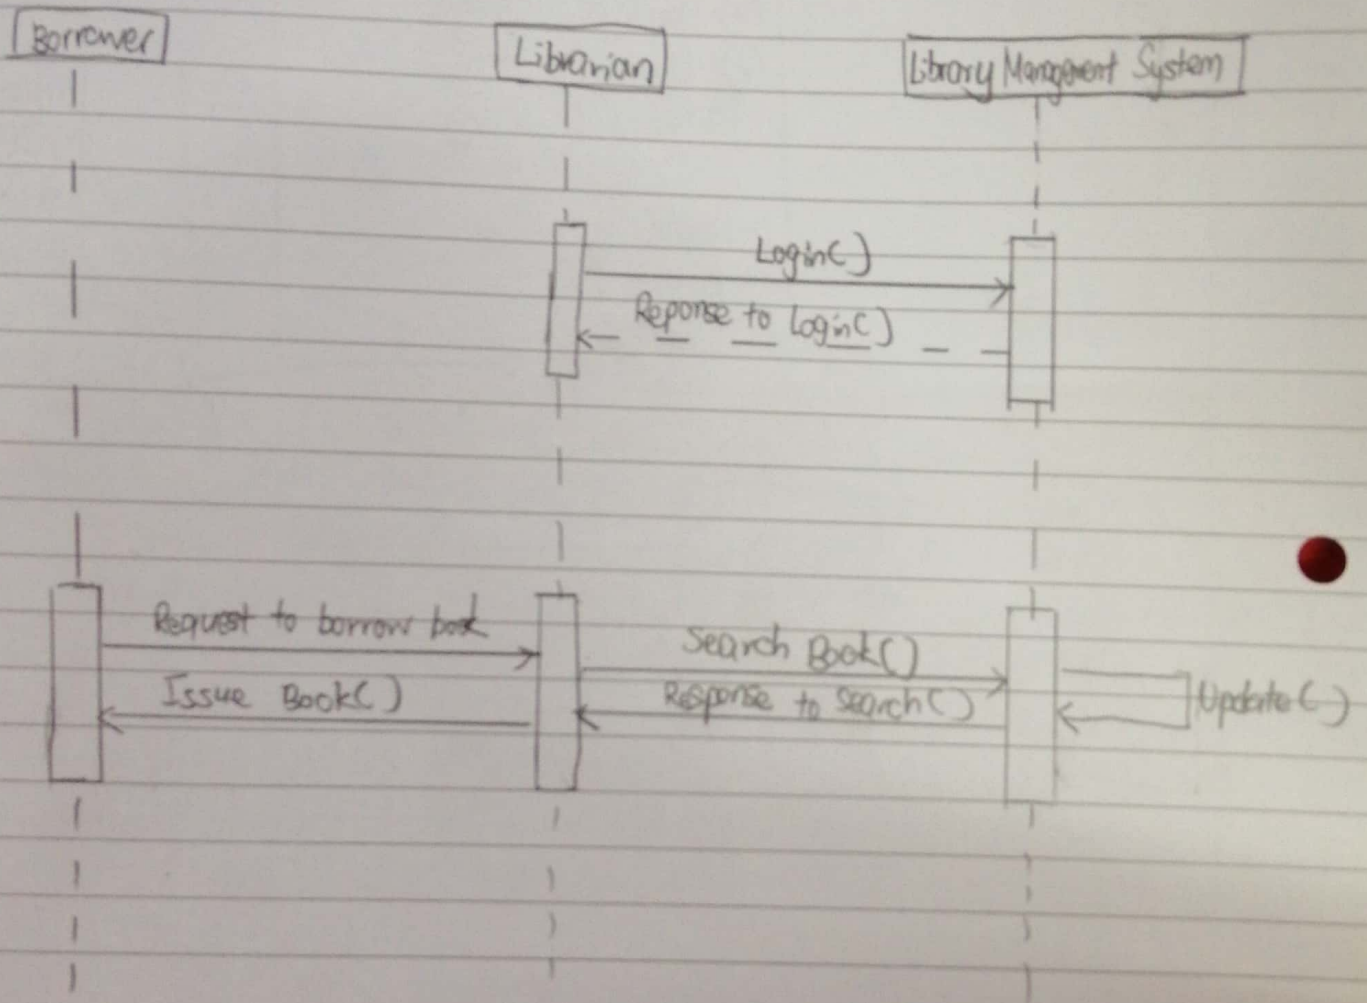 Borrower
Librarian
Library Management System
Login()
Reponse to Login()
Request to borrow book
Search Book()
Issue Book()
Response to Search()
Update()